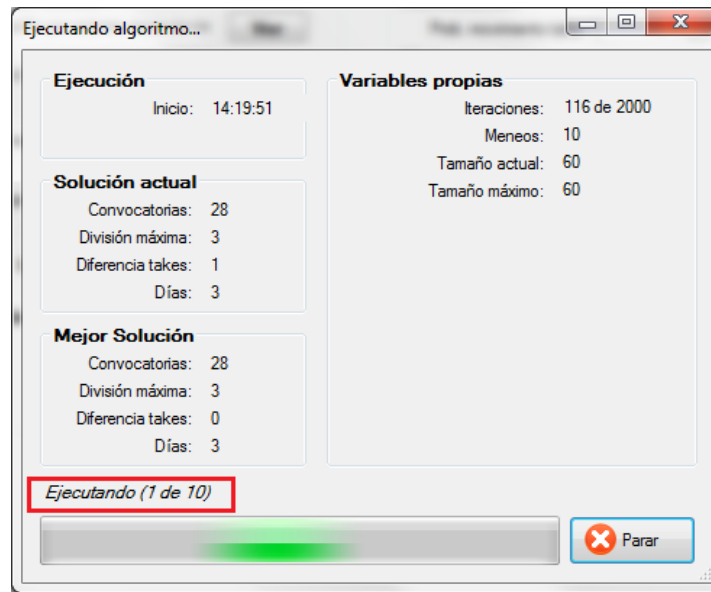 Ejecutando algoritmo...
Ejecución
Inicio: 14:19:51
Solución actual
Convocatorias: 28
División máxima: 3
Diferencia takes: 1
Días: 3
Mejor Solución
Convocatorias: 28
División máxima: 3
Diferencia takes: 0
Días: 3
Variables propias
Iteraciones: 116 de 2000
Meneos: 10
Tamaño actual: 60
Tamaño máximo: 60
Ejecutando (1 de 10)
Parar